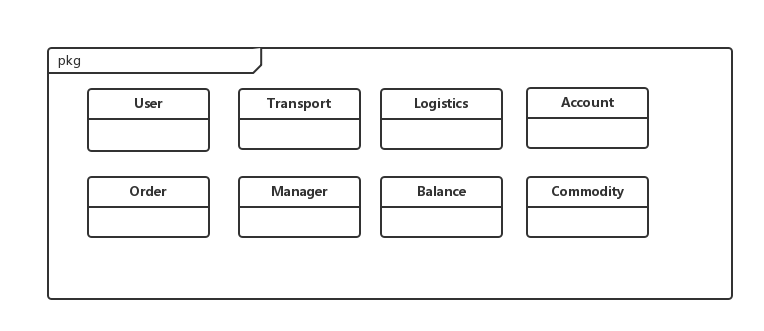 pkg
User
Transport
Logistics
Account
Order
Manager
Balance
Commodity